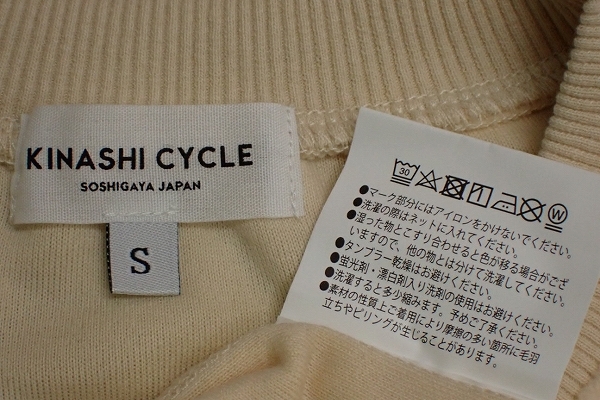 KINASHI CYCLE
SOSHIGAYA JAPAN
S
30
W
●マーク部分にはアイロンをかけないでください。
●洗濯の際はネットに入れてください。
●湿った物とこすり合わせると色が移る場合がござ
いますので、他の物とは分けて洗濯してください。
●タンブラー乾燥はお避けください。
●蛍光剤・漂白剤入り洗剤の使用はお避けください。
●洗濯すると多少縮みます。予めご了承ください。
●素材の性質上ご着用により摩擦の多い箇所に毛羽
立ちやピリングが生じることがあります。